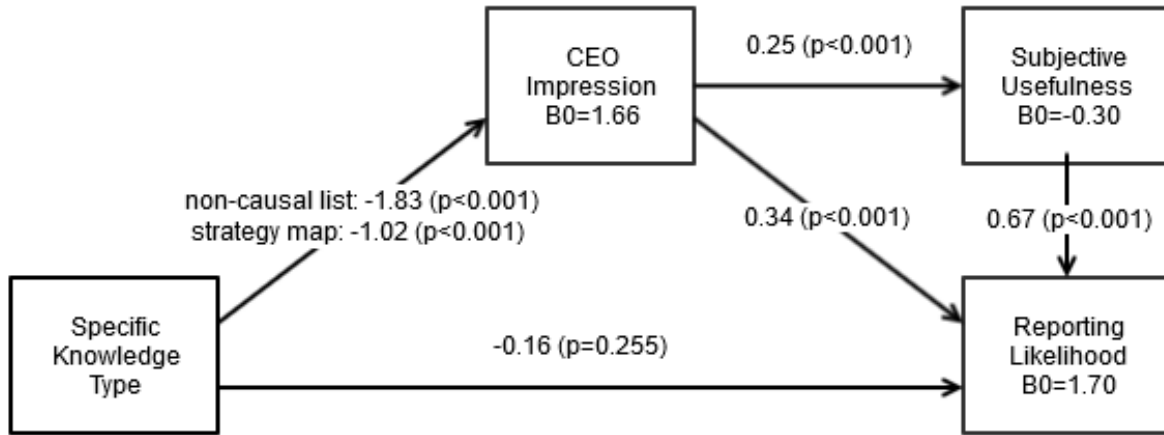 CEO
Impression
B0=1.66
0.25 (p<0.001)
Subjective
Usefulness
B0=-0.30
non-causal list: -1.83 (p<0.001)
strategy map: -1.02 (p<0.001)
0.34 (p<0.001)
0.67 (p<0.001)
Specific
Knowledge
Type
-0.16 (p=0.255)
Reporting
Likelihood
B0=1.70